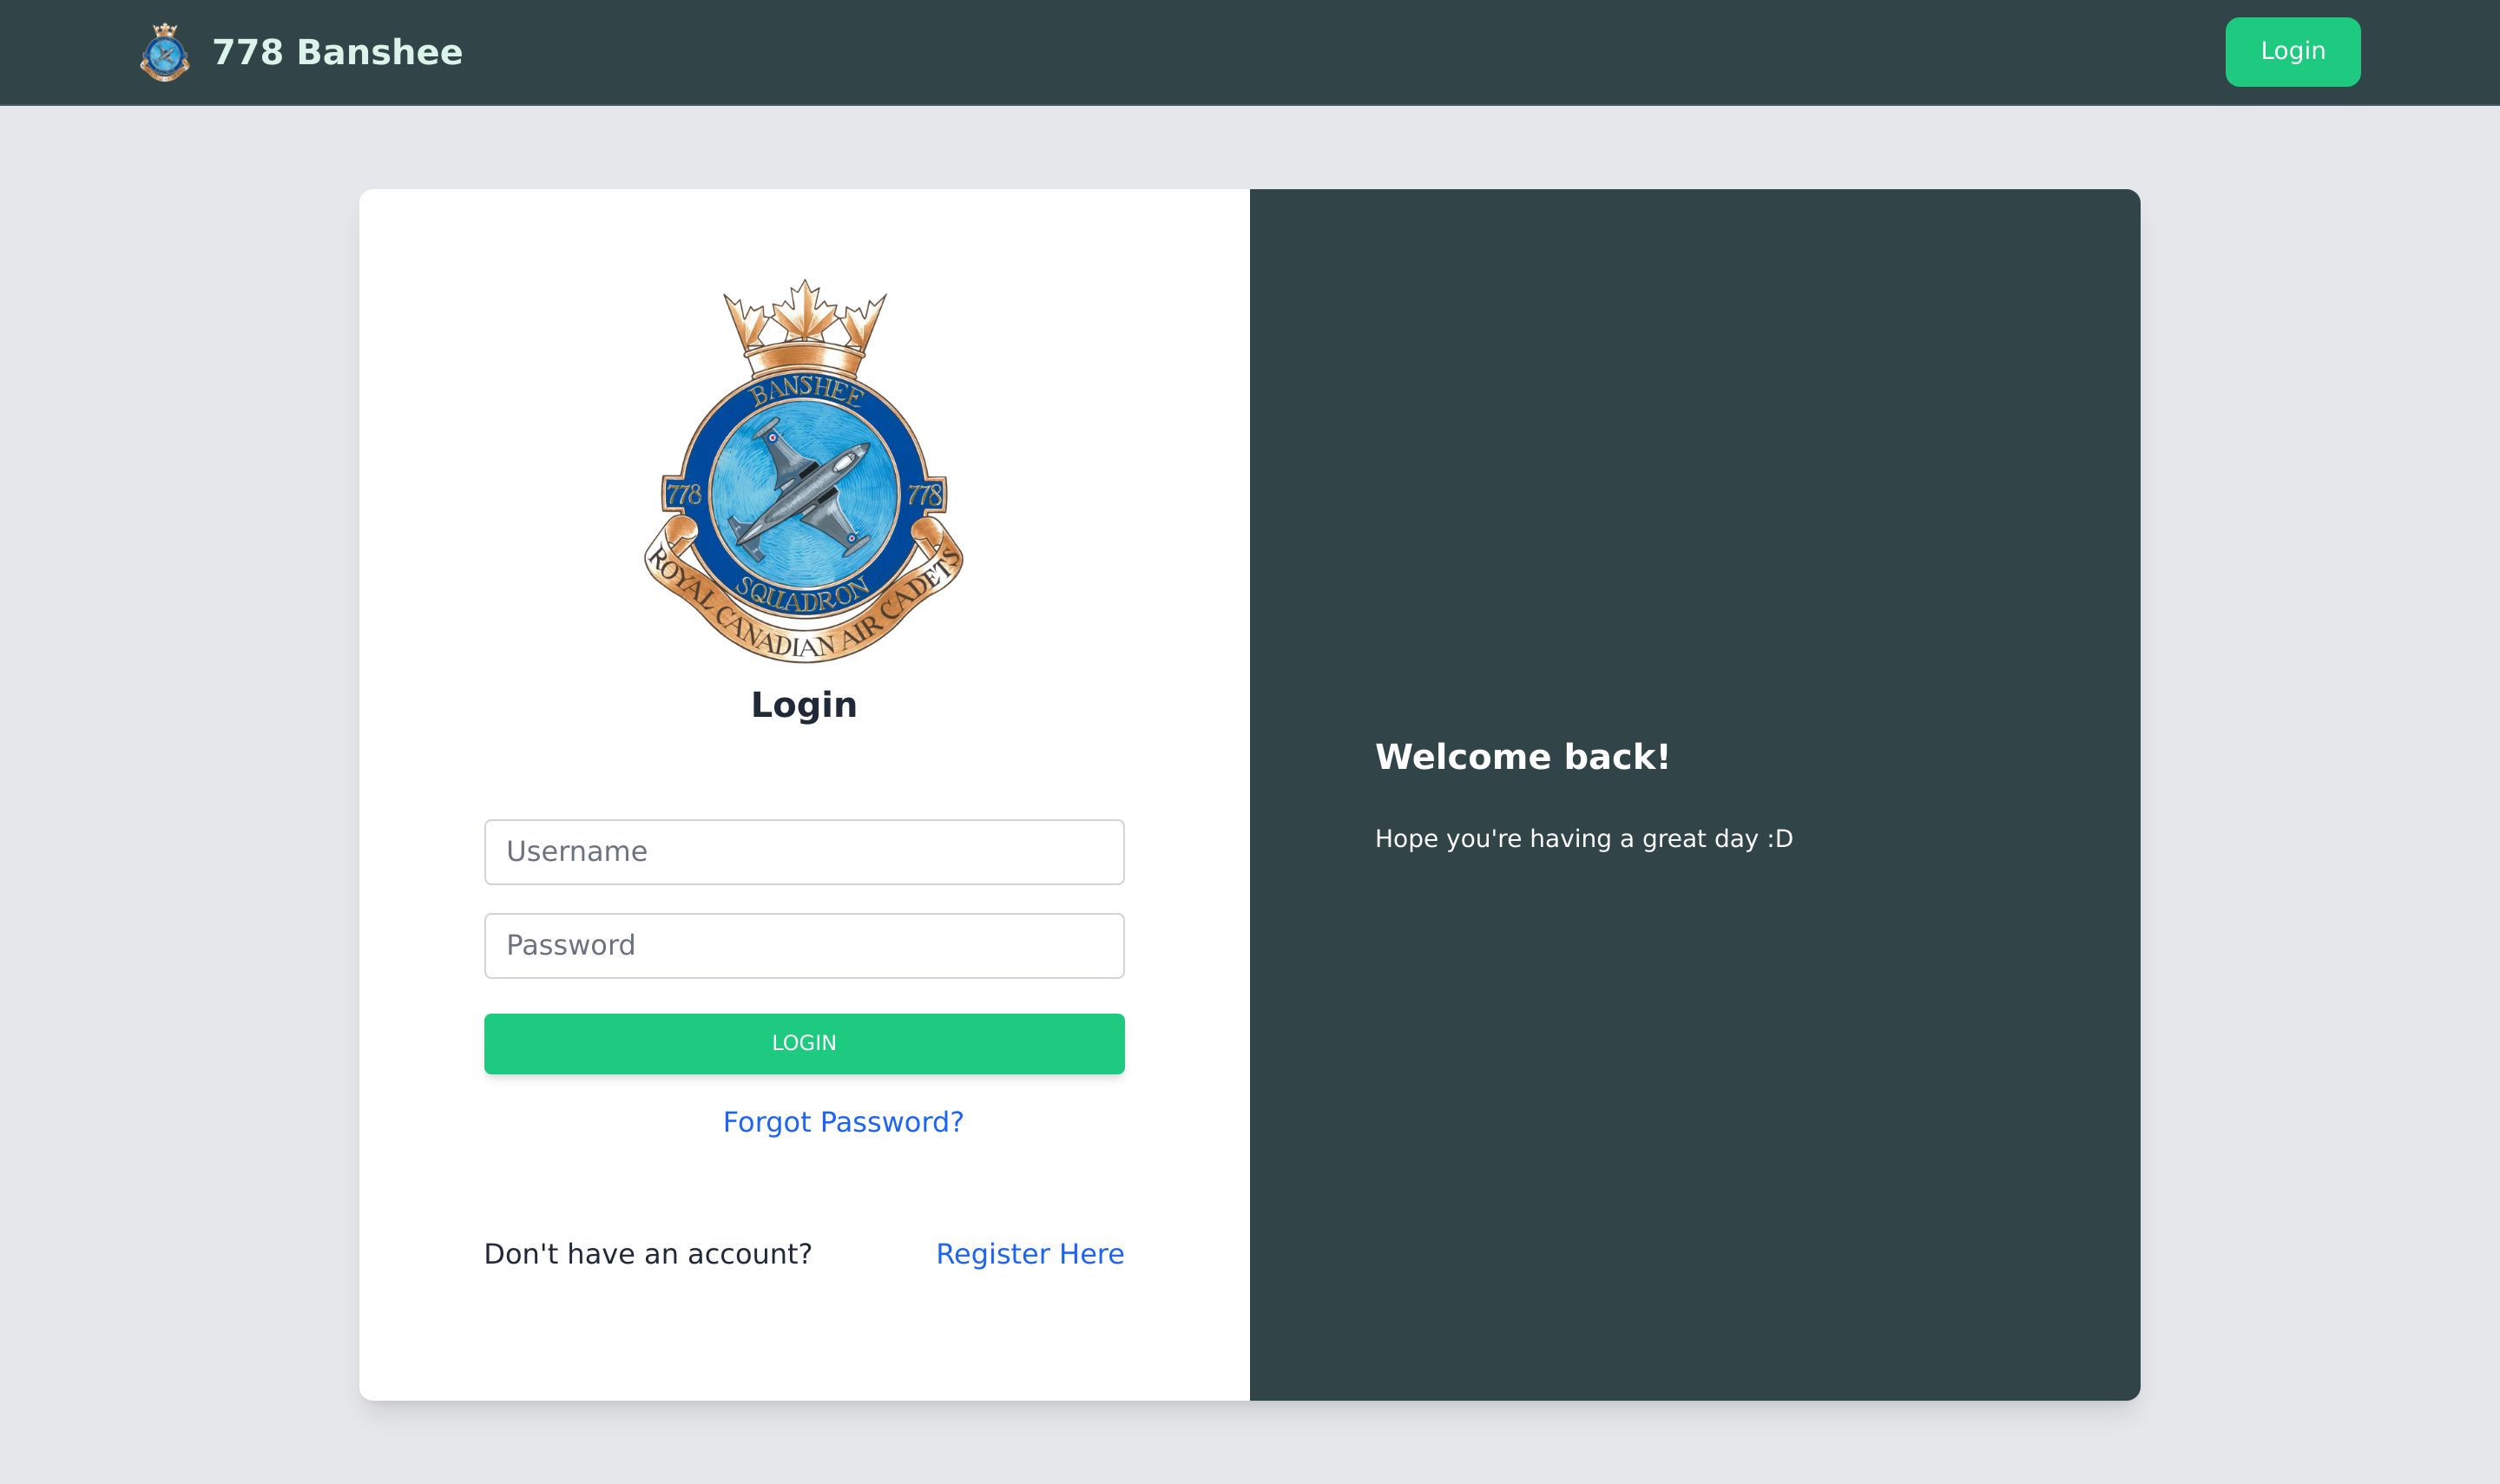 778 Banshee
Login
BANSHEE
778
778
SQUADRON
ROYAL CANADIAN AIR CADETS
Login
Username
Password
LOGIN
Forgot Password?
Don't have an account?
Register Here
Welcome back!
Hope you're having a great day :D